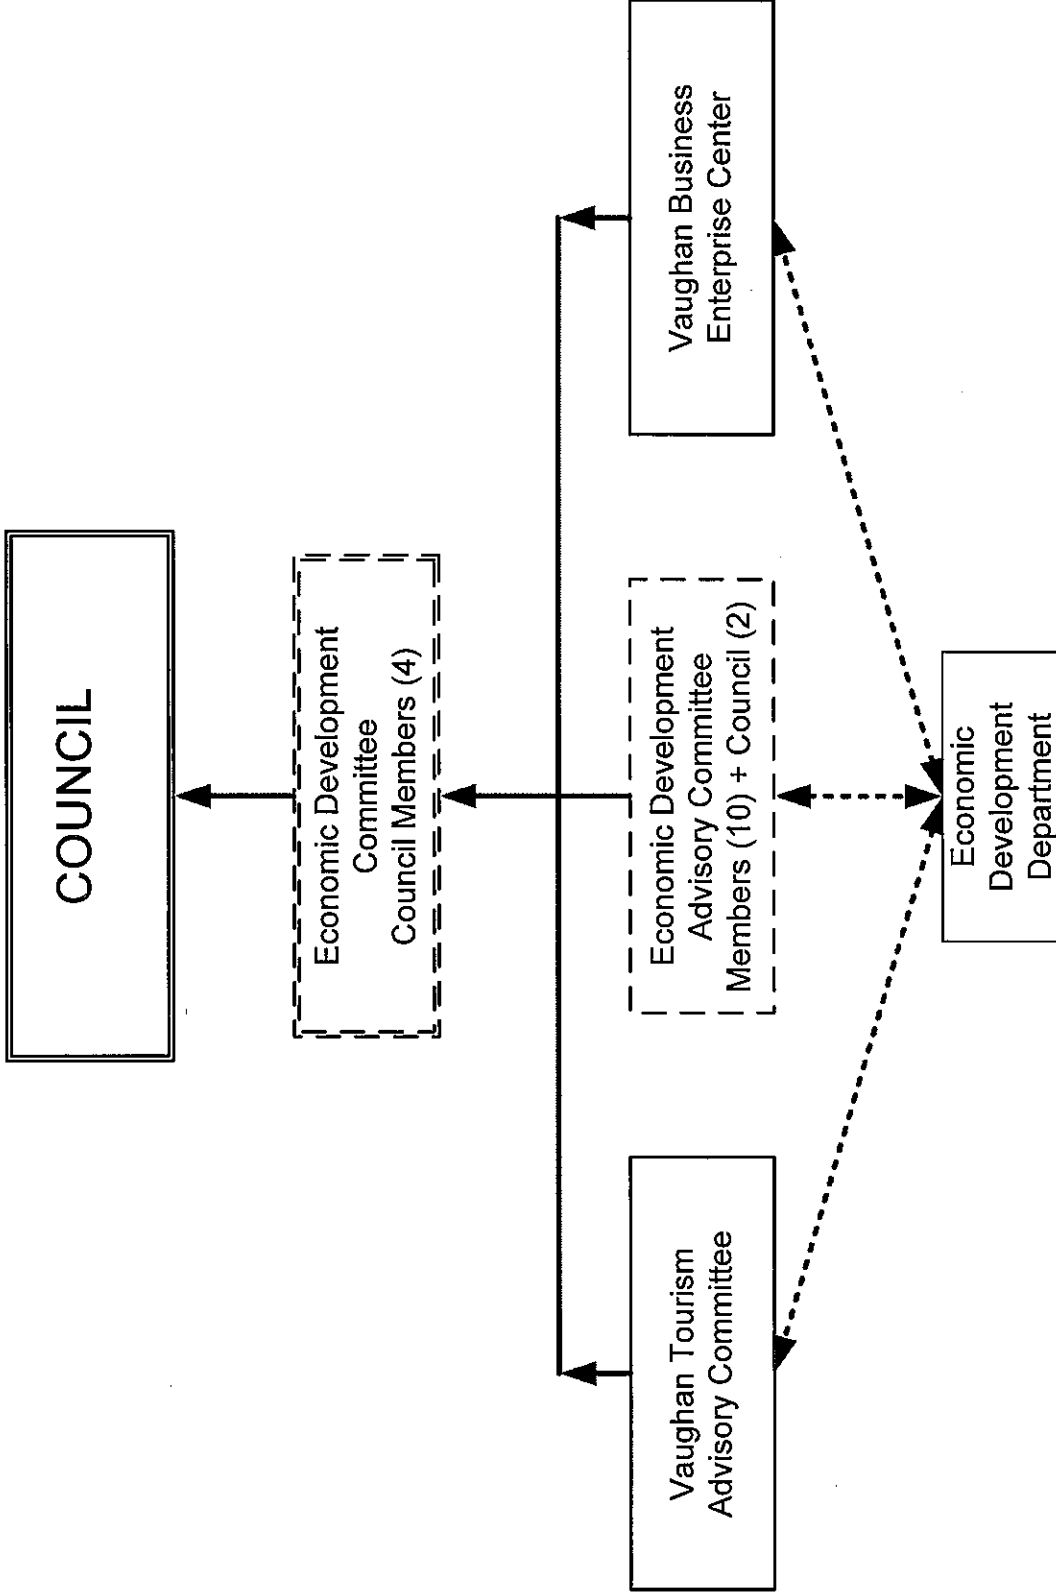 COUNCIL
Economic Development
Committee
Council Members (4)
Vaughan Tourism
Advisory Committee
Economic Development
Advisory Committee
Members (10) + Council (2)
Vaughan Business
Enterprise Center
Economic
Development
Department